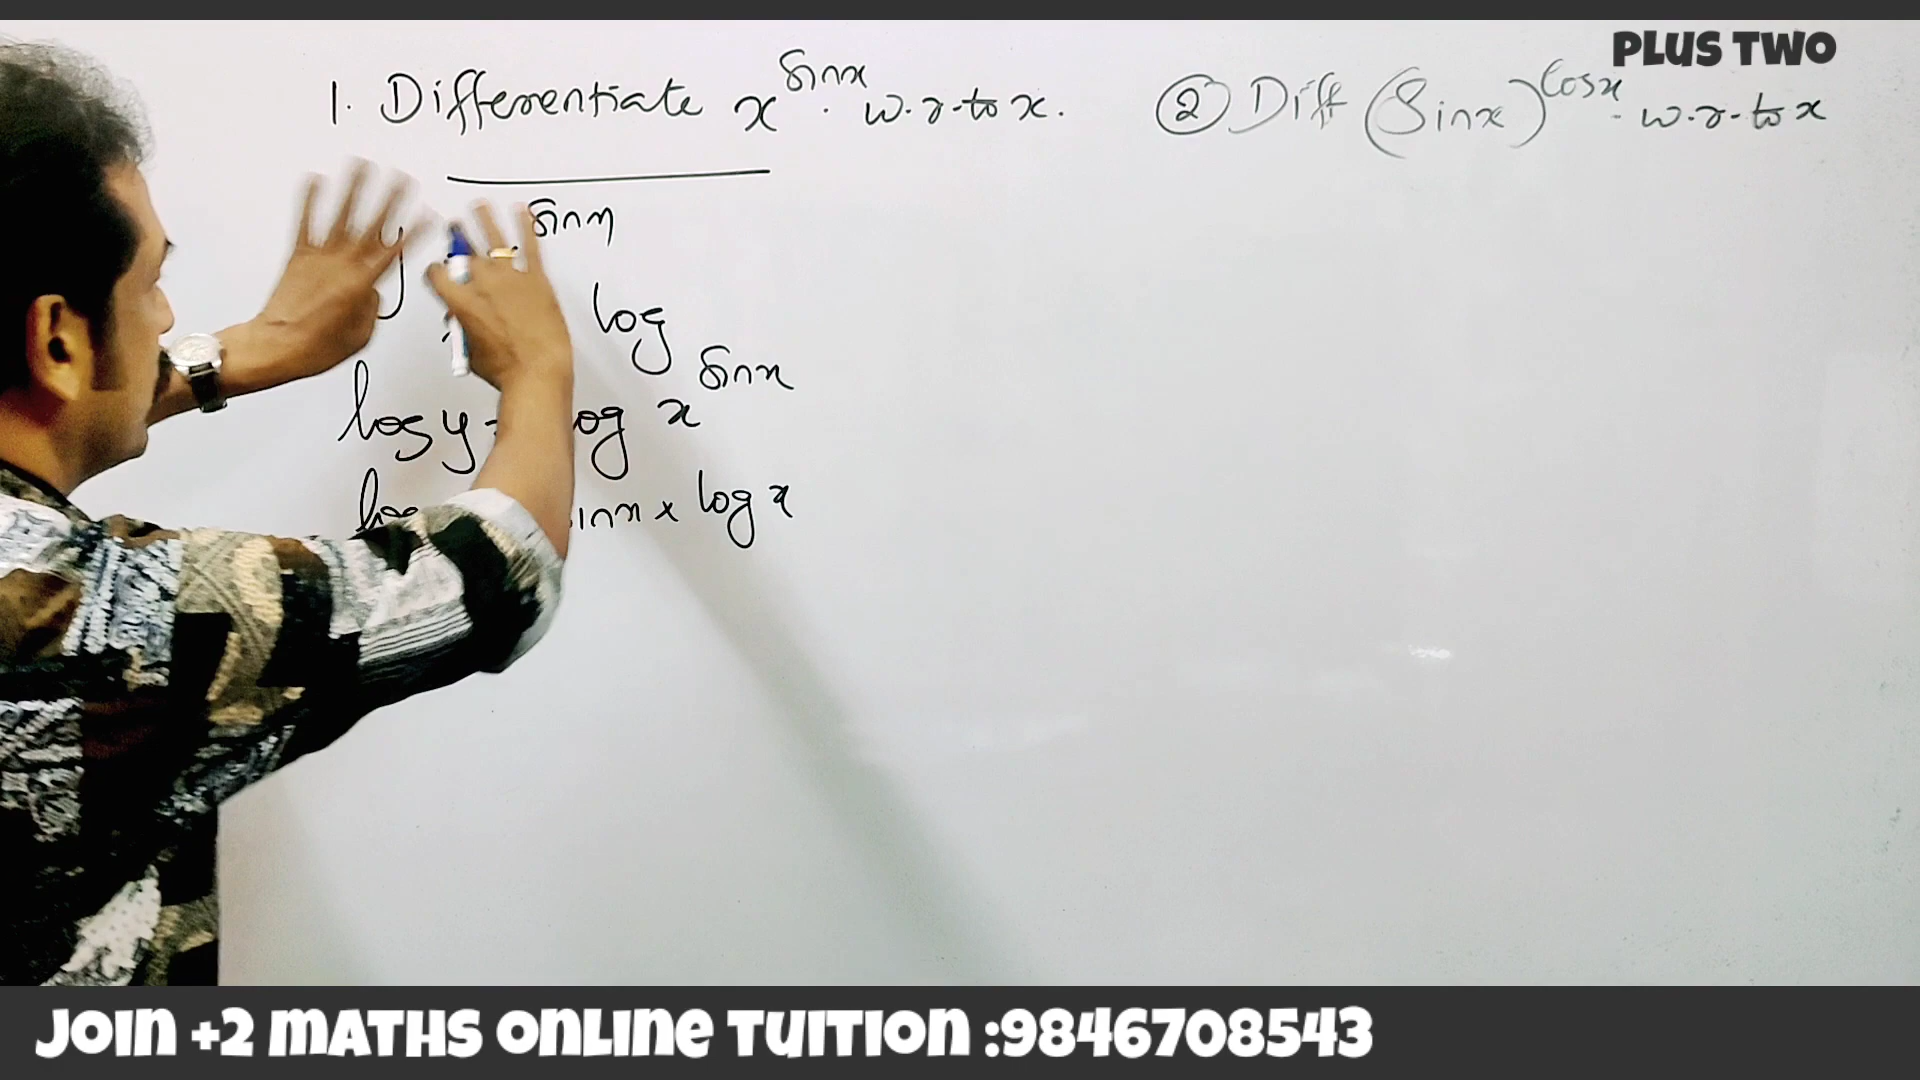 PLUS TWO
1. Differentiate x^sinx. w.r.to x.
② Diff (Sinx)^Cosx. w.r.to x
y sinx
log
log y = log x^sinx
log sinx × log x
JOIN +2 MATHS ONLINE TUITION :9846708543